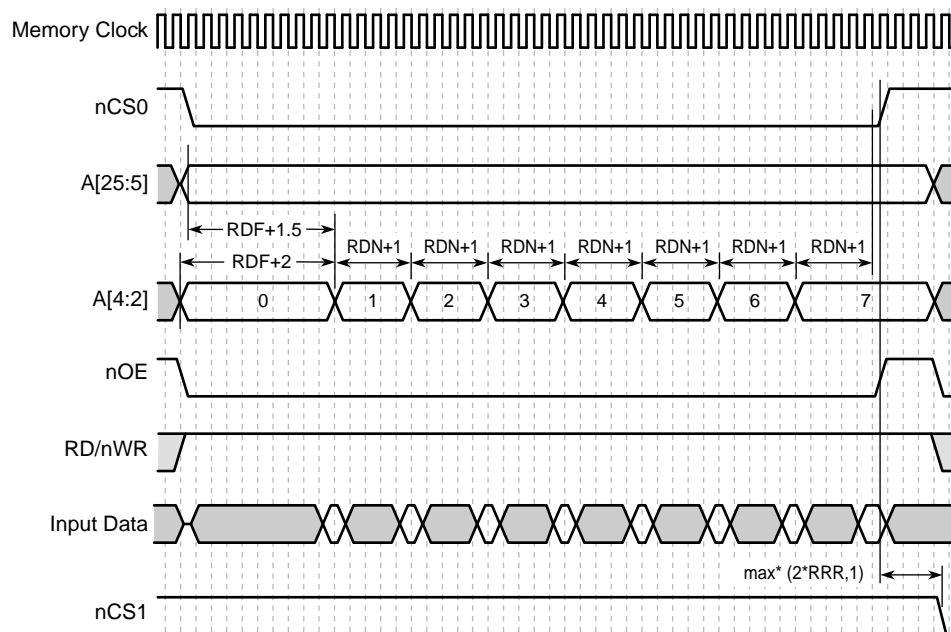 Memory Clock
nCS0
A[25:5]
RDF+1.5
RDF+2
RDN+1 RDN+1 RDN+1 RDN+1 RDN+1 RDN+1 RDN+1
A[4:2]
0 1 2 3 4 5 6 7
nOE
RD/nWR
Input Data
max* (2*RRR,1)
nCS1